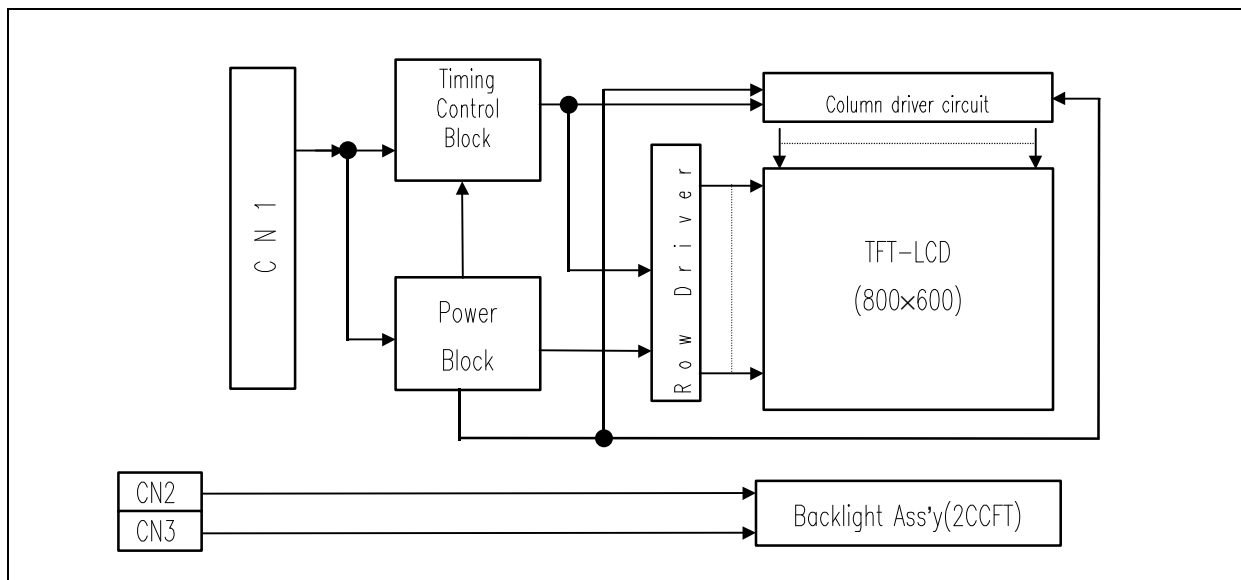 CN1
Timing
Control
Block
Column driver circuit
Row Driver
TFT-LCD
(800×600)
Power
Block
CN2
CN3
Backlight Ass'y(2CCFT)